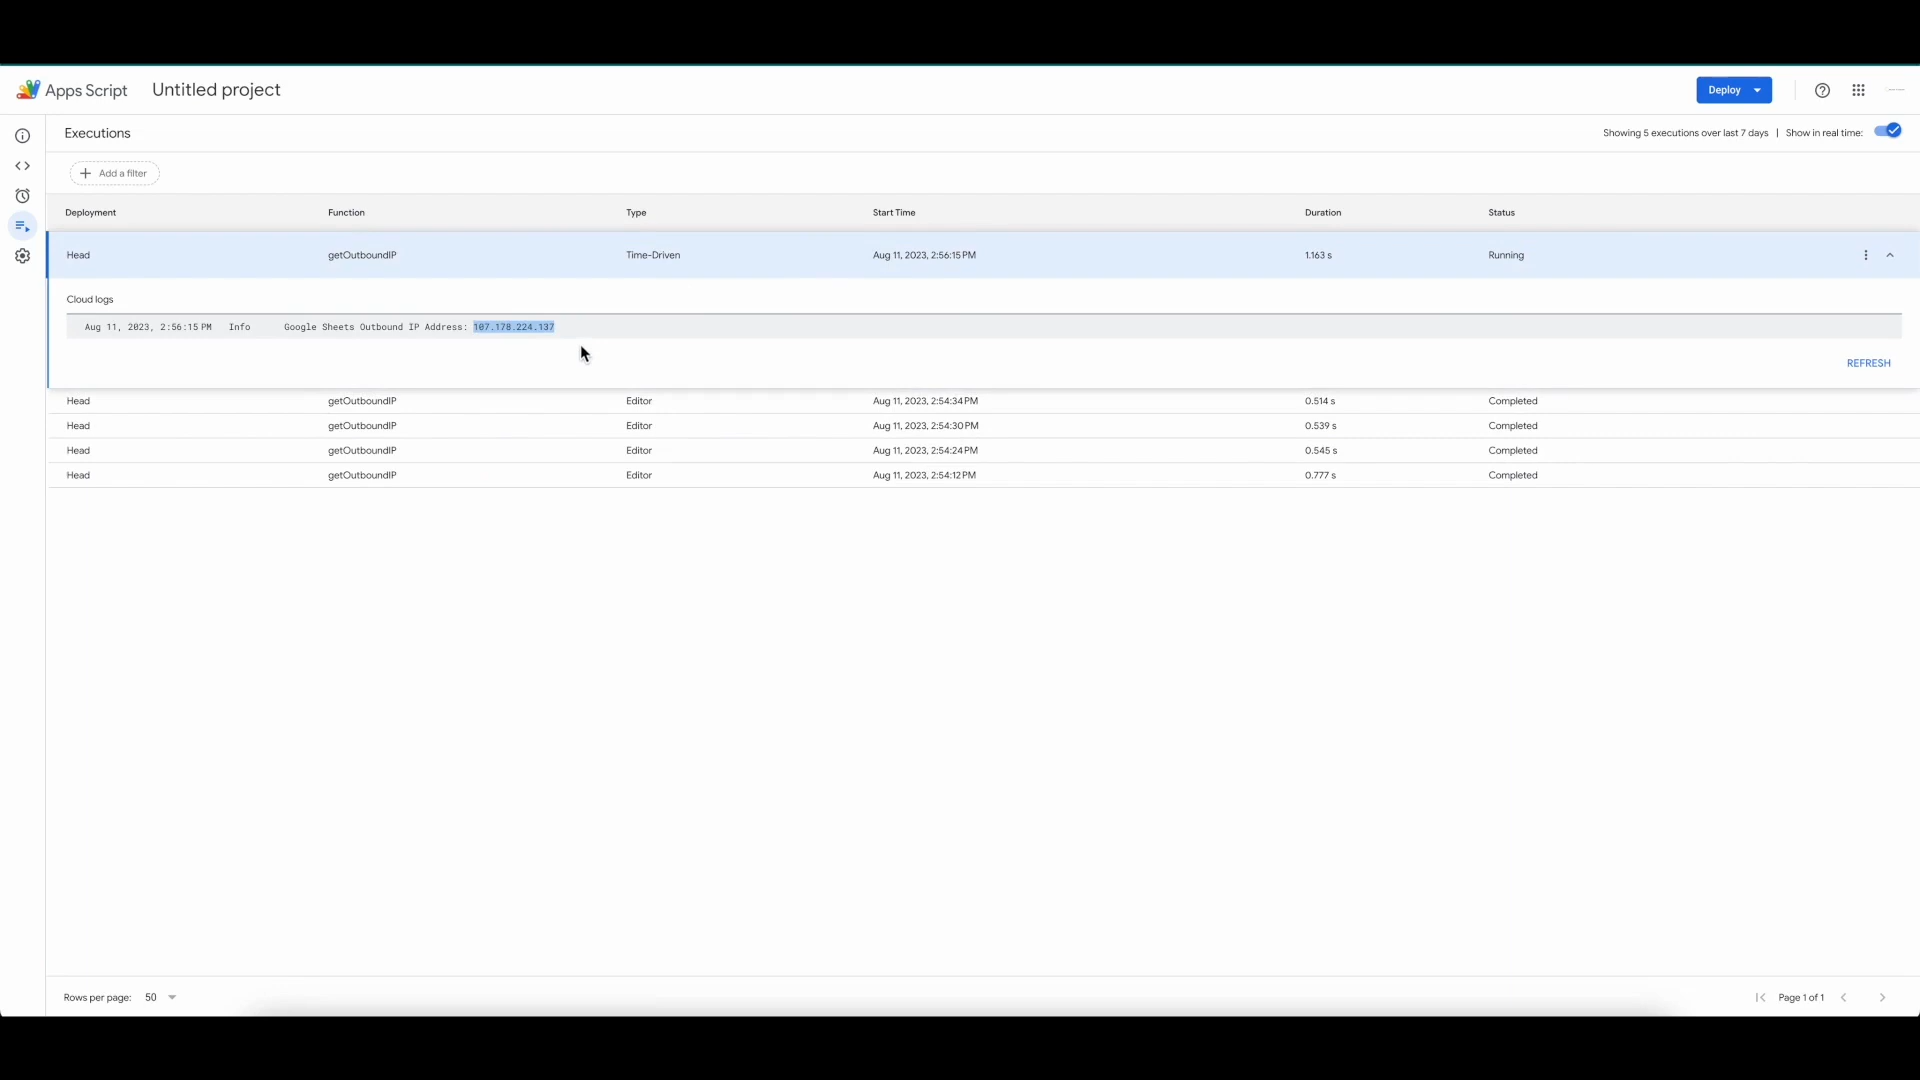 Apps Script Untitled project Deploy
Executions Showing 5 executions over last 7 days | Show in real time:
Add a filter
Deployment Function Type Start Time Duration Status
Head getOutboundIP Time-Driven Aug 11, 2023, 2:56:15 PM 1.163 s Running
Cloud logs
Aug 11, 2023, 2:56:15 PM Info Google Sheets Outbound IP Address: 107.178.224.137
REFRESH
Head getOutboundIP Editor Aug 11, 2023, 2:54:34 PM 0.514 s Completed
Head getOutboundIP Editor Aug 11, 2023, 2:54:30 PM 0.539 s Completed
Head getOutboundIP Editor Aug 11, 2023, 2:54:24 PM 0.545 s Completed
Head getOutboundIP Editor Aug 11, 2023, 2:54:12 PM 0.777 s Completed
Rows per page: 50 Page 1 of 1